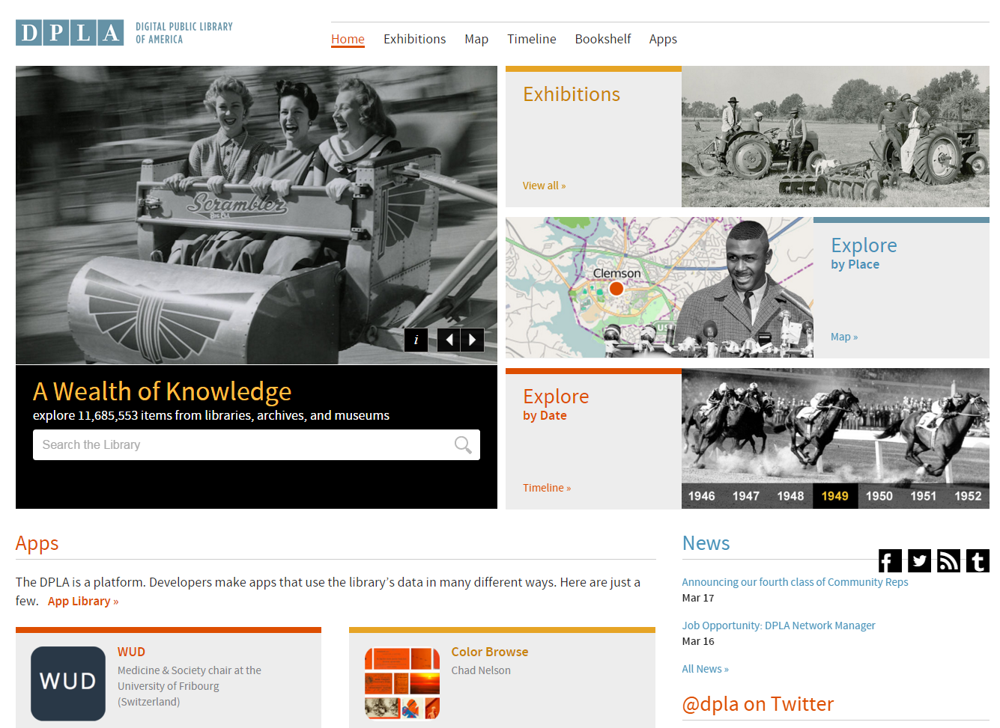 DPLA
DIGITAL PUBLIC LIBRARY
OF AMERICA
Home Exhibitions Map Timeline Bookshelf Apps
Scrambler
i
A Wealth of Knowledge
explore 11,685,553 items from libraries, archives, and museums
Search the Library
Exhibitions
View all »
Clemson
US
Explore
by Place
Map »
Explore
by Date
Timeline »
1946 1947 1948 1949 1950 1951 1952
Apps
The DPLA is a platform. Developers make apps that use the library’s data in many different ways. Here are just a
few. App Library »
WUD
WUD
Medicine & Society chair at the
University of Fribourg
(Switzerland)
Color Browse
Chad Nelson
News
Announcing our fourth class of Community Reps
Mar 17
Job Opportunity: DPLA Network Manager
Mar 16
All News »
@dpla on Twitter